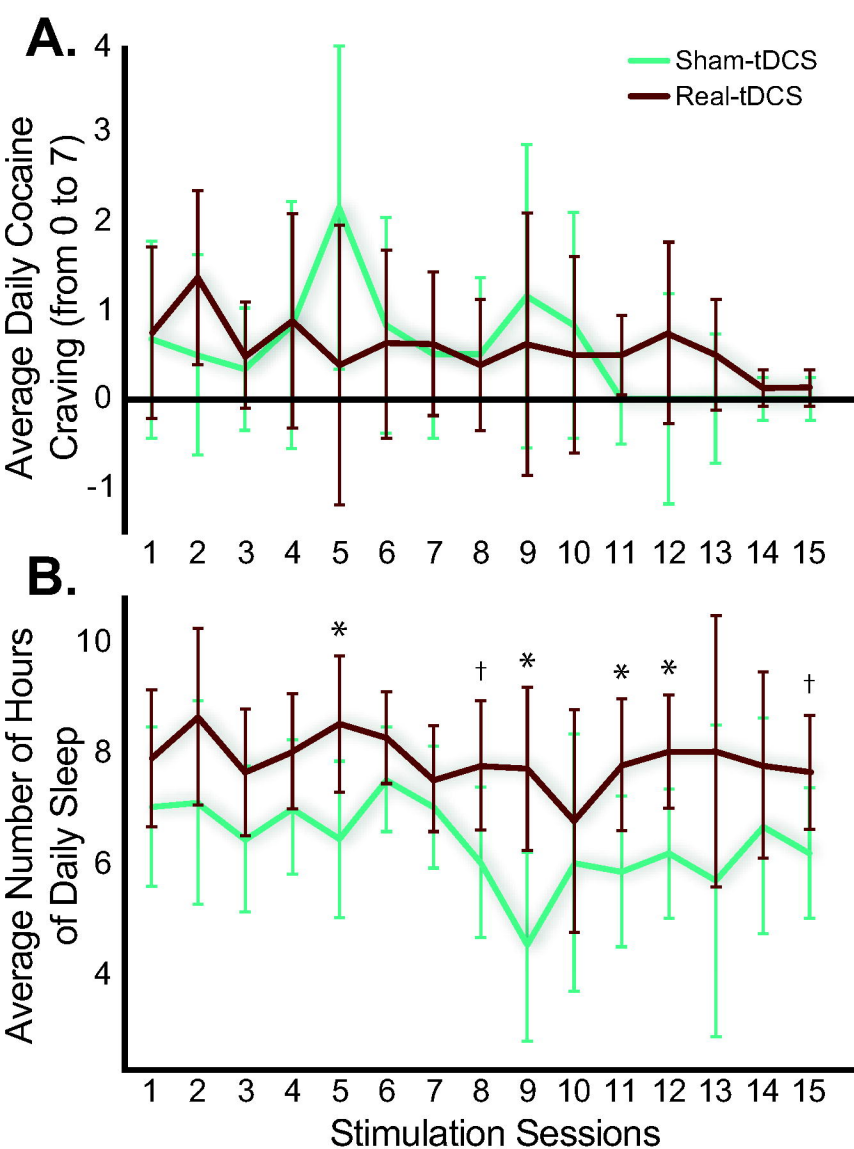 A.
Average Daily Cocaine
Craving (from 0 to 7)
4
3
2
1
0
-1
Sham-tDCS
Real-tDCS
1 2 3 4 5 6 7 8 9 10 11 12 13 14 15
B.
Average Number of Hours
of Daily Sleep
10
8
6
4
* † * * * †
1 2 3 4 5 6 7 8 9 10 11 12 13 14 15
Stimulation Sessions